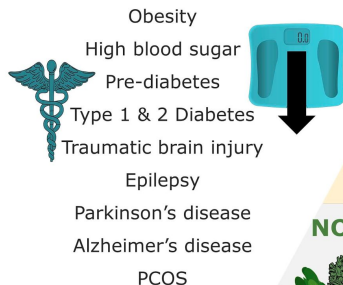 Obesity
High blood sugar
Pre-diabetes
Type 1 & 2 Diabetes
Traumatic brain injury
Epilepsy
Parkinson's disease
Alzheimer's disease
PCOS
0.0